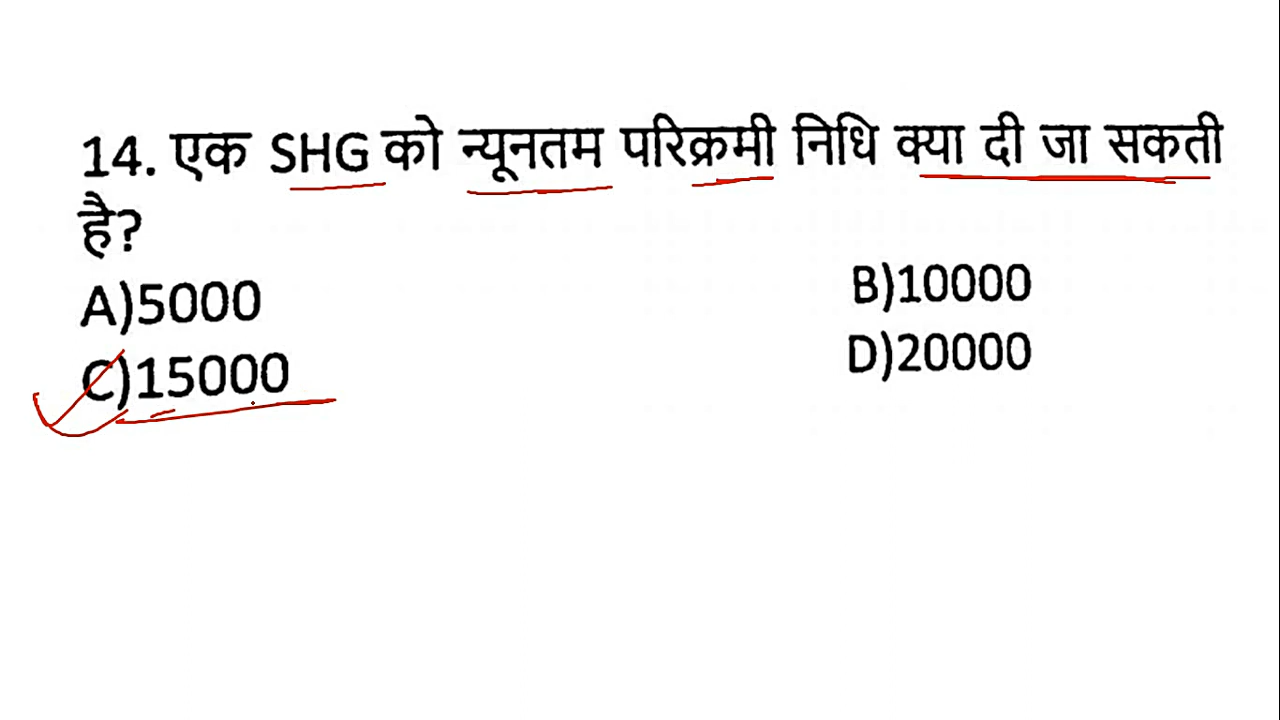 14. एक SHG को न्यूनतम परिक्रमी निधि क्या दी जा सकती
है?
A)5000 B)10000
C)15000 D)20000